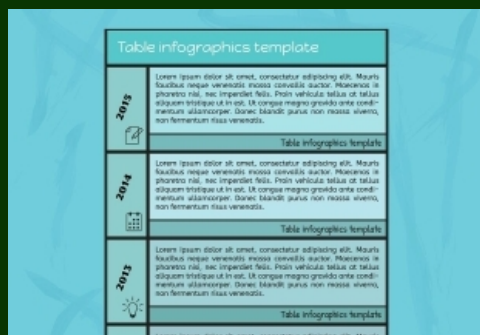 Table infographics template
2015
Lorem ipsum dolor sit amet, consectetur adipiscing elit. Mauris
faucibus neque venenatis massa convallis auctor. Maecenas in
pharetra nisl, nec imperdiet felis. Proin vehicula tellus at tellus
aliquam tristique ut in est. Ut congue magna gravida ante condi-
mentum ullamcorper. Donec blandit purus non massa viverra,
non fermentum risus venenatis.
Table infographics template
2014
Lorem ipsum dolor sit amet, consectetur adipiscing elit. Mauris
faucibus neque venenatis massa convallis auctor. Maecenas in
pharetra nisl, nec imperdiet felis. Proin vehicula tellus at tellus
aliquam tristique ut in est. Ut congue magna gravida ante condi-
mentum ullamcorper. Donec blandit purus non massa viverra,
non fermentum risus venenatis.
Table infographics template
2013
Lorem ipsum dolor sit amet, consectetur adipiscing elit. Mauris
faucibus neque venenatis massa convallis auctor. Maecenas in
pharetra nisl, nec imperdiet felis. Proin vehicula tellus at tellus
aliquam tristique ut in est. Ut congue magna gravida ante condi-
mentum ullamcorper. Donec blandit purus non massa viverra,
non fermentum risus venenatis.
Table infographics template